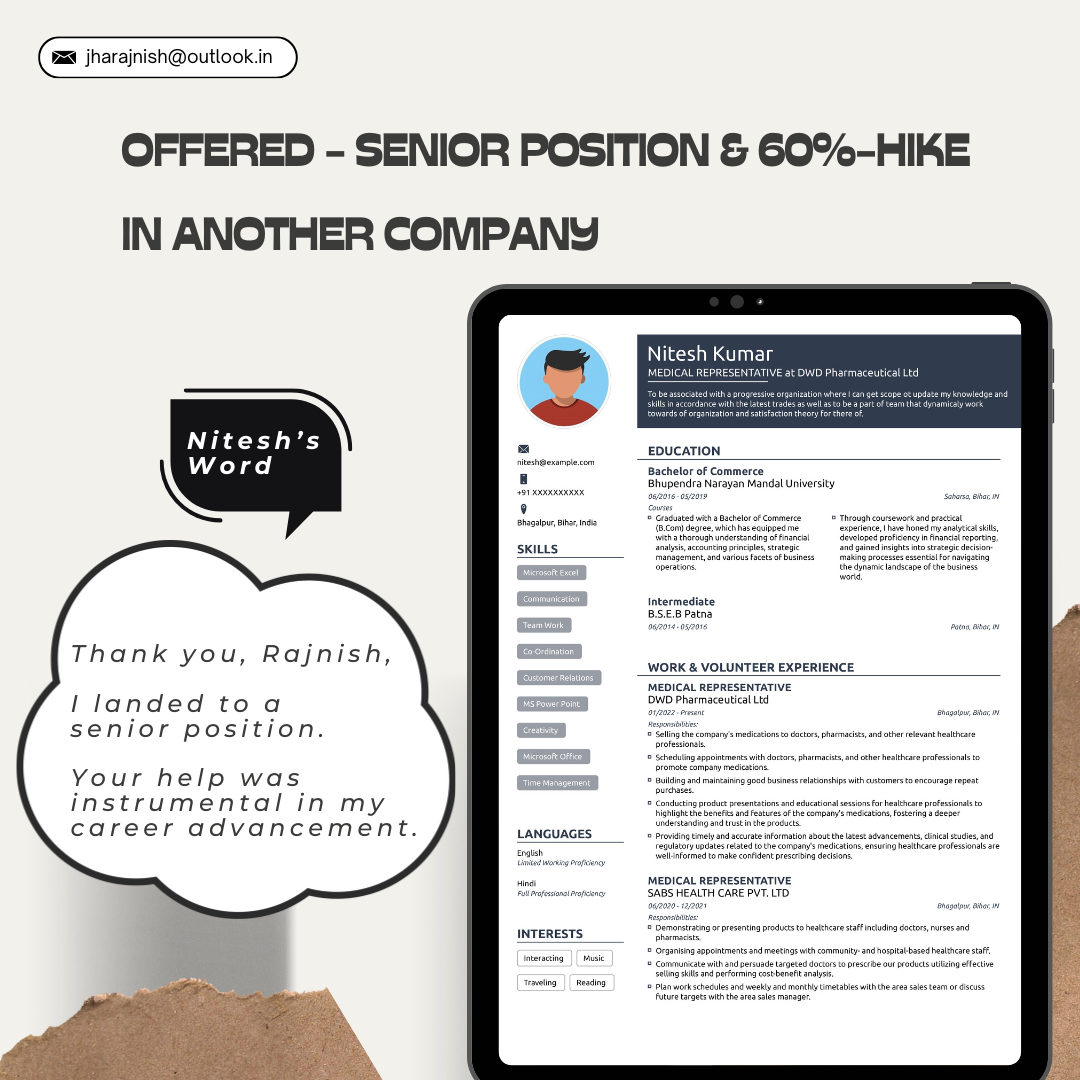 jharajnish@outlook.in
OFFERED - SENIOR POSITION & 60%-HIKE
IN ANOTHER COMPANY
Nitesh's
Word
Thank you, Rajnish,
I landed to a
senior position.
Your help was
instrumental in my
career advancement.
Nitesh Kumar
MEDICAL REPRESENTATIVE at DWD Pharmaceutical Ltd
To be associated with a progressive organization where I can get scope ot update my knowledge and
skills in accordance with the latest trades as well as to be a part of team that dynamicaly work
towards of organization and satisfaction theory for there of.
nitesh@example.com
+91 XXXXXXXXXX
Bhagalpur, Bihar, India
SKILLS
Microsoft Excel
Communication
Team Work
Co-Ordination
Customer Relations
MS Power Point
Creativity
Microsoft Office
Time Management
LANGUAGES
English
Limited Working Proficiency
Hindi
Full Professional Proficiency
INTERESTS
Interacting Music
Traveling Reading
EDUCATION
Bachelor of Commerce
Bhupendra Narayan Mandal University
06/2016 - 05/2019 Saharsa, Bihar, IN
Courses
Graduated with a Bachelor of Commerce
(B.Com) degree, which has equipped me
with a thorough understanding of financial
analysis, accounting principles, strategic
management, and various facets of business
operations.
Through coursework and practical
experience, I have honed my analytical skills,
developed proficiency in financial reporting,
and gained insights into strategic decision-
making processes essential for navigating
the dynamic landscape of the business
world.
Intermediate
B.S.E.B Patna
06/2014 - 05/2016 Patna, Bihar, IN
WORK & VOLUNTEER EXPERIENCE
MEDICAL REPRESENTATIVE
DWD Pharmaceutical Ltd
01/2022 - Present Bhagalpur, Bihar, IN
Responsibilities:
Selling the company's medications to doctors, pharmacists, and other relevant healthcare
professionals.
Scheduling appointments with doctors, pharmacists, and other healthcare professionals to
promote company medications.
Building and maintaining good business relationships with customers to encourage repeat
purchases.
Conducting product presentations and educational sessions for healthcare professionals to
highlight the benefits and features of the company's medications, fostering a deeper
understanding and trust in the products.
Providing timely and accurate information about the latest advancements, clinical studies, and
regulatory updates related to the company's medications, ensuring healthcare professionals are
well-informed to make confident prescribing decisions.
MEDICAL REPRESENTATIVE
SABS HEALTH CARE PVT. LTD
06/2020 - 12/2021 Bhagalpur, Bihar, IN
Responsibilities:
Demonstrating or presenting products to healthcare staff including doctors, nurses and
pharmacists.
Organising appointments and meetings with community- and hospital-based healthcare staff.
Communicate with and persuade targeted doctors to prescribe our products utilizing effective
selling skills and performing cost-benefit analysis.
Plan work schedules and weekly and monthly timetables with the area sales team or discuss
future targets with the area sales manager.